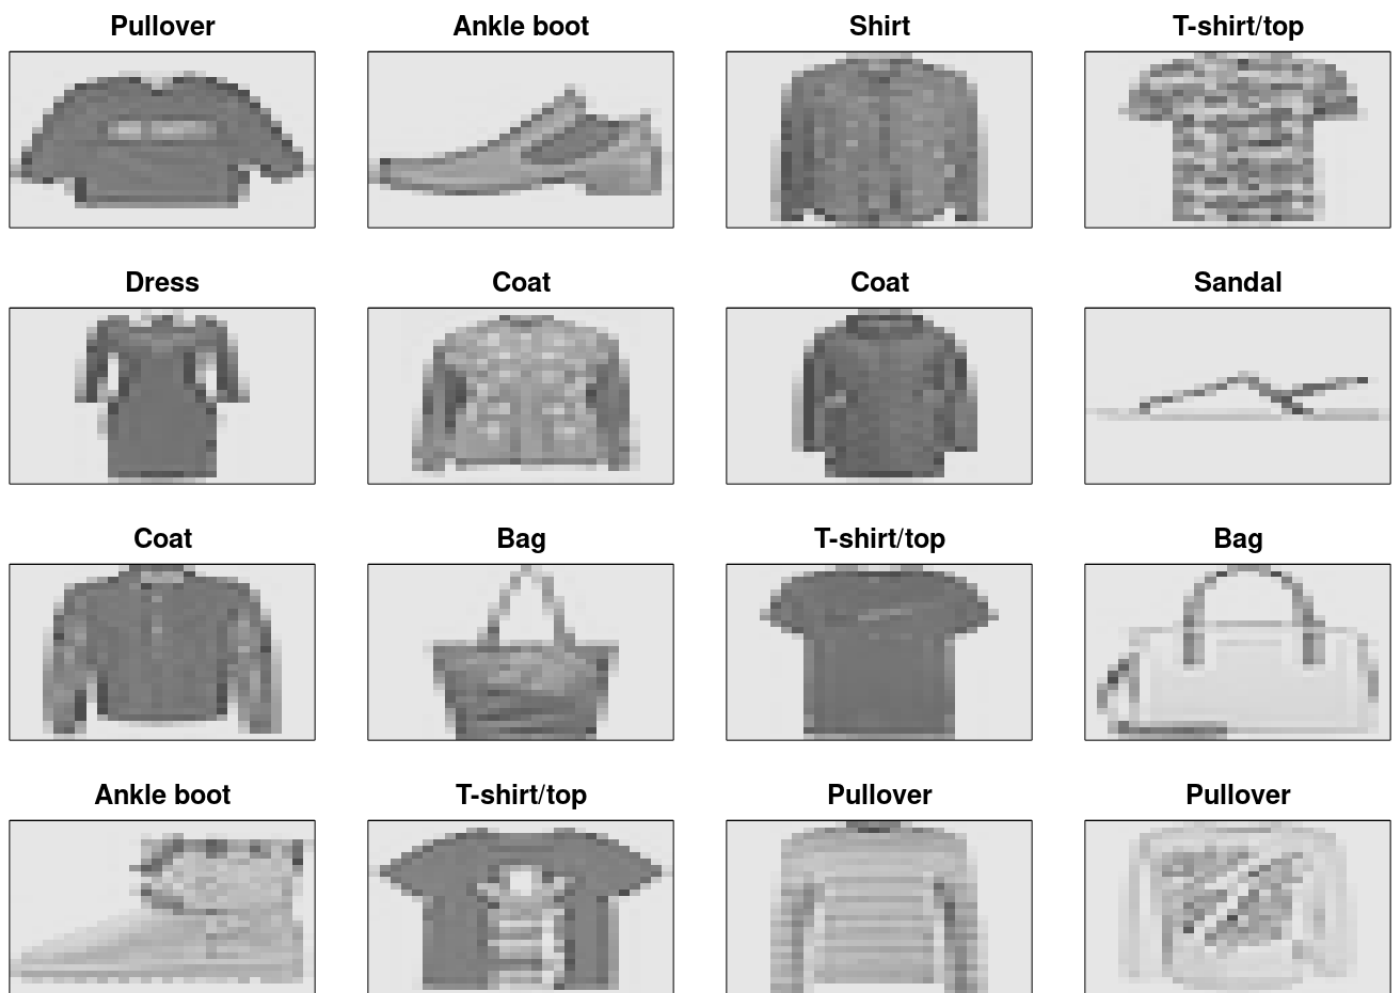 Pullover Ankle boot Shirt T-shirt/top
Dress Coat Coat Sandal
Coat Bag T-shirt/top Bag
Ankle boot T-shirt/top Pullover Pullover